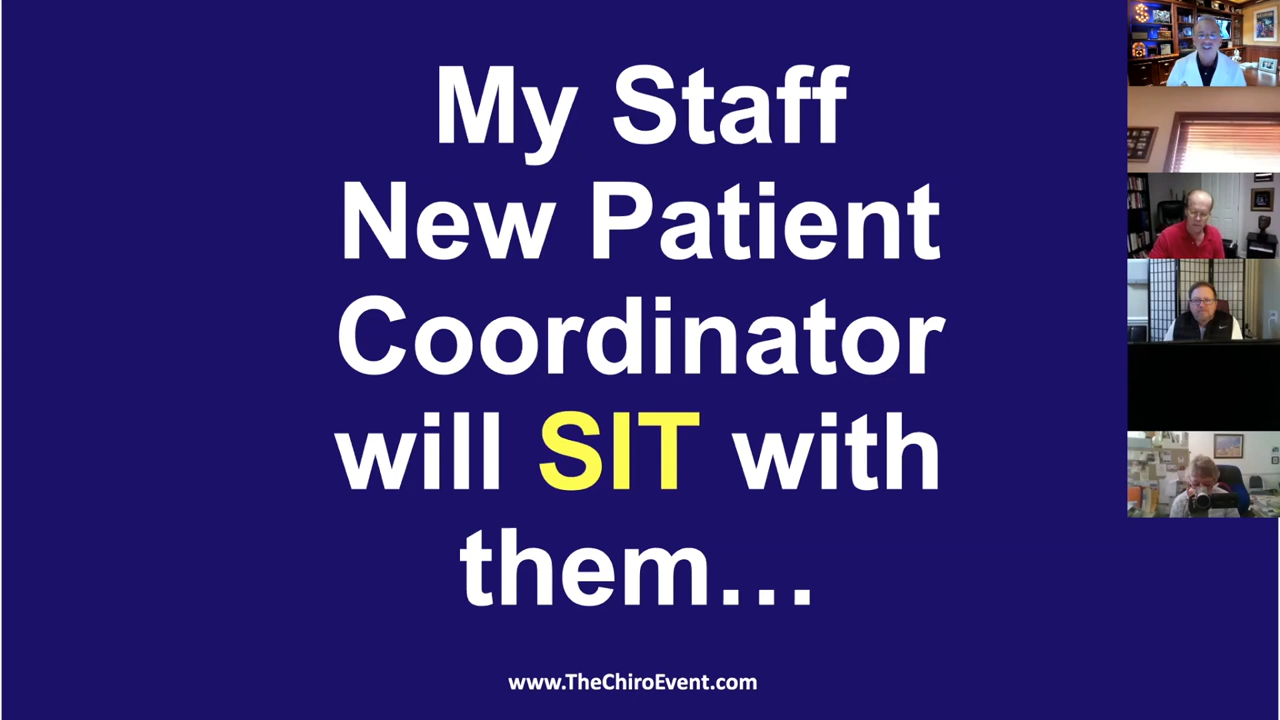 My Staff
New Patient
Coordinator
will SIT with
them…
www.TheChiroEvent.com